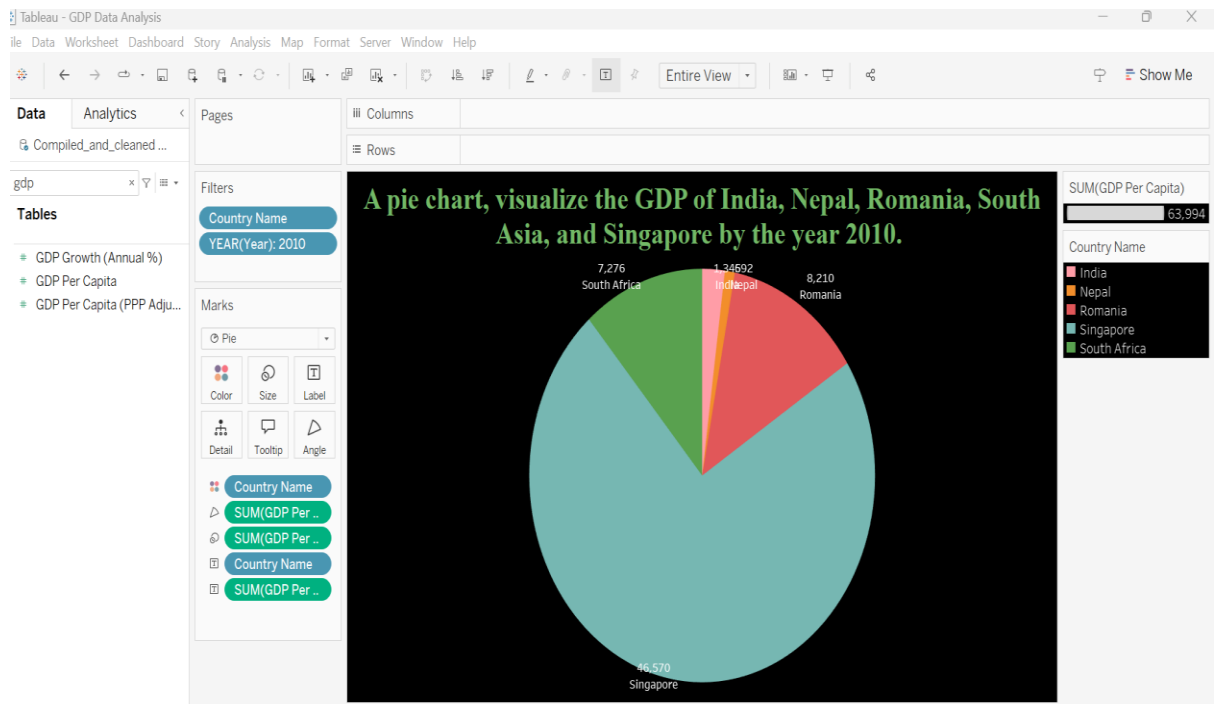 Tableau - GDP Data Analysis
ile Data Worksheet Dashboard Story Analysis Map Format Server Window Help
Entire View
Show Me
Data Analytics
Compiled_and_cleaned ...
gdp
Tables
GDP Growth (Annual %)
GDP Per Capita
GDP Per Capita (PPP Adju...
Pages
Columns
Rows
Filters
Country Name
YEAR(Year): 2010
Marks
Pie
Color Size Label
Detail Tooltip Angle
Country Name
SUM(GDP Per ..
SUM(GDP Per ..
Country Name
SUM(GDP Per ..
A pie chart, visualize the GDP of India, Nepal, Romania, South
Asia, and Singapore by the year 2010.
7,276
South Africa
India
Nepal
8,210
Romania
46,570
Singapore
SUM(GDP Per Capita)
63,994
Country Name
India
Nepal
Romania
Singapore
South Africa